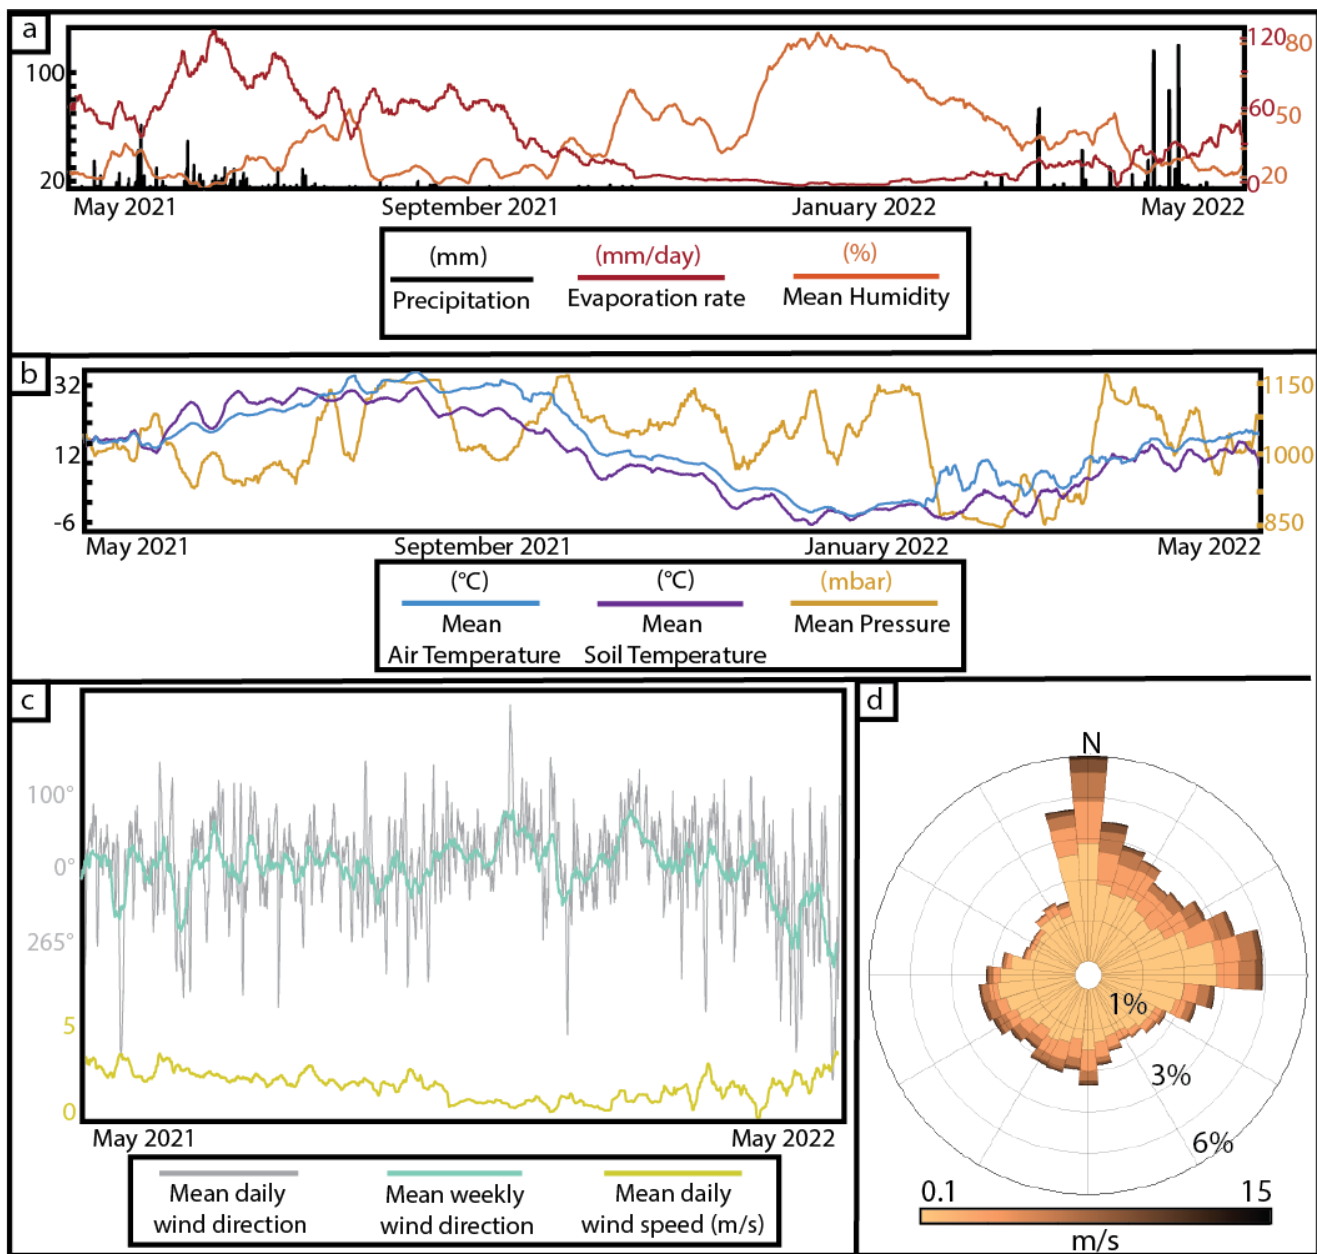 a
100
20
120
80
60
50
0
20
May 2021
September 2021
January 2022
May 2022
(mm)
(mm/day)
(%)
Precipitation
Evaporation rate
Mean Humidity
b
32
12
-6
1150
1000
850
May 2021
September 2021
January 2022
May 2022
(°C)
(°C)
(mbar)
Mean
Air Temperature
Mean
Soil Temperature
Mean Pressure
c
100°
0°
265°
5
0
May 2021
May 2022
Mean daily
wind direction
Mean weekly
wind direction
Mean daily
wind speed (m/s)
d
N
1%
3%
6%
0.1
15
m/s